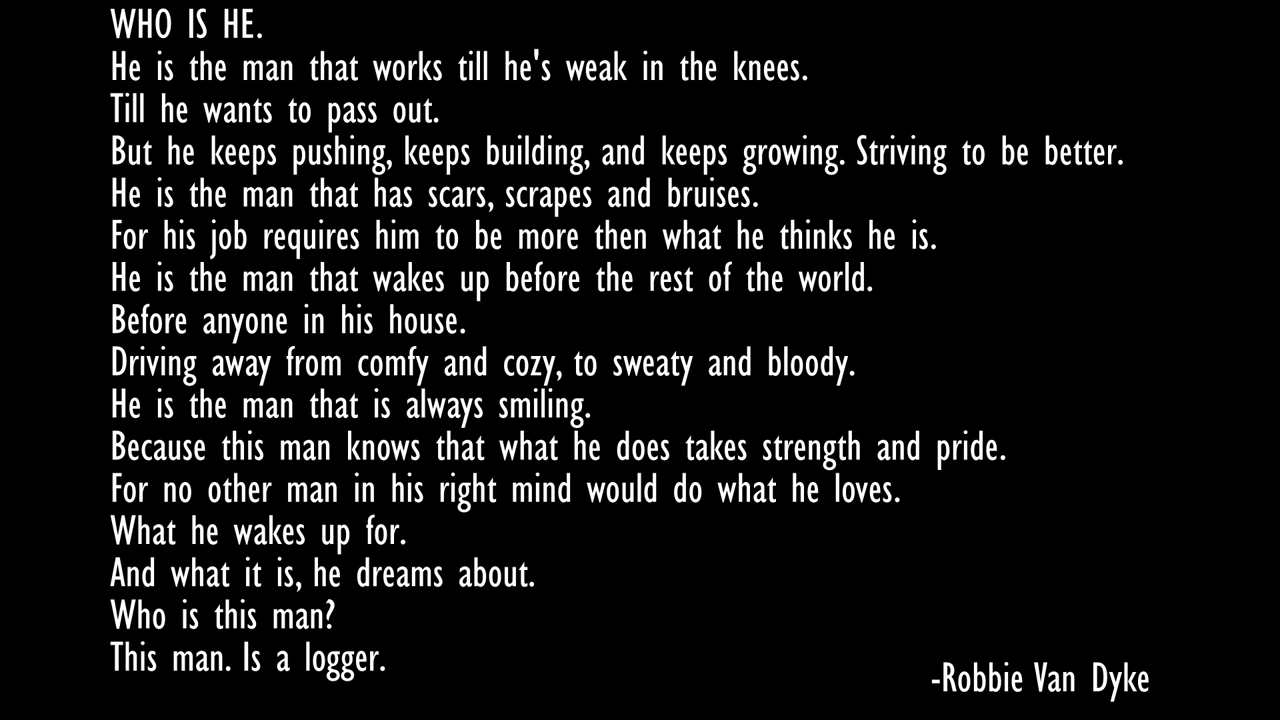 WHO IS HE.
He is the man that works till he's weak in the knees.
Till he wants to pass out.
But he keeps pushing, keeps building, and keeps growing. Striving to be better.
He is the man that has scars, scrapes and bruises.
For his job requires him to be more then what he thinks he is.
He is the man that wakes up before the rest of the world.
Before anyone in his house.
Driving away from comfy and cozy, to sweaty and bloody.
He is the man that is always smiling.
Because this man knows that what he does takes strength and pride.
For no other man in his right mind would do what he loves.
What he wakes up for.
And what it is, he dreams about.
Who is this man?
This man. Is a logger.
-Robbie Van Dyke